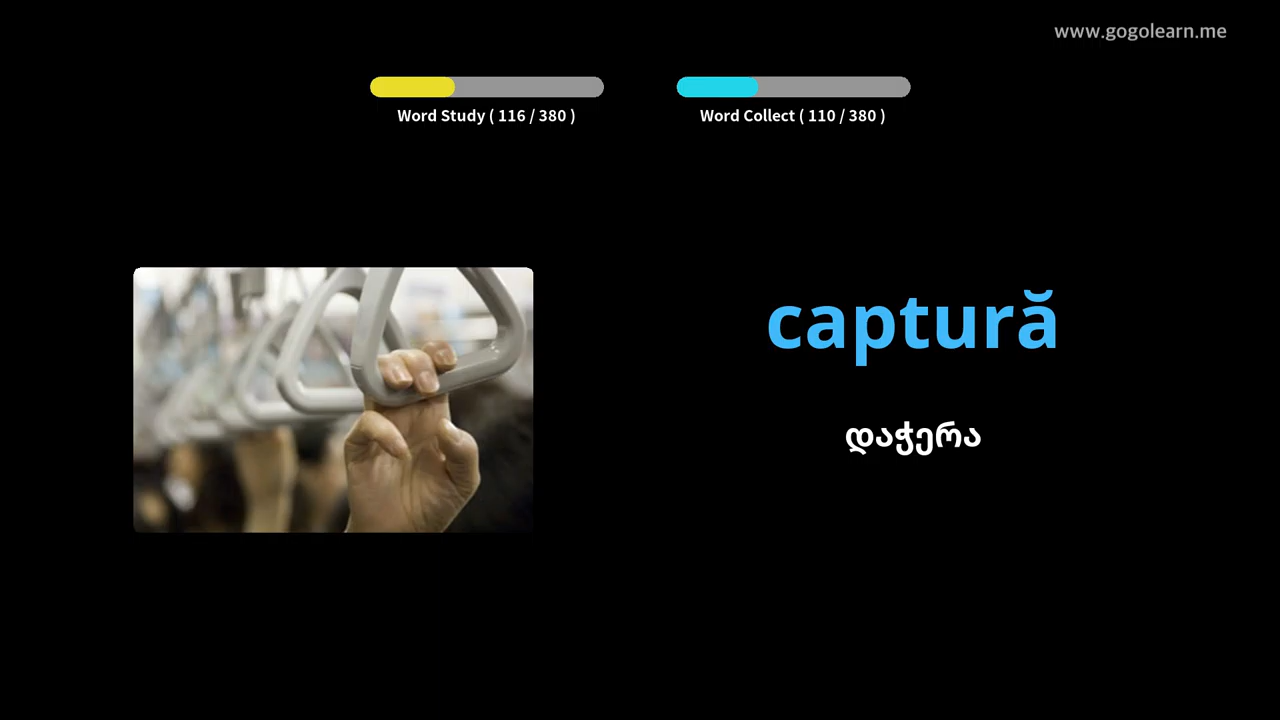 www.gogolearn.me
Word Study ( 116 / 380 )
Word Collect ( 110 / 380 )
captură
დაჭერა